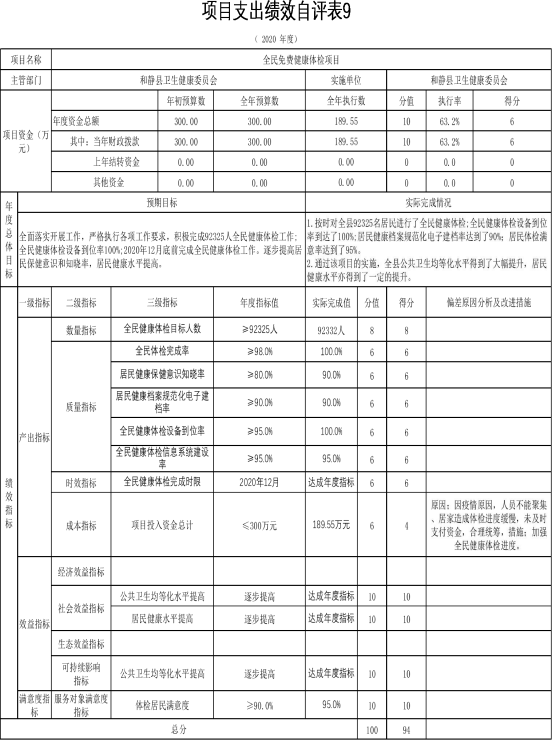 项目支出绩效自评表9
（ 2020 年度）
项目名称 全民免费健康体检项目
主管部门 和静县卫生健康委员会 实施单位 和静县卫生健康委员会
项目资金（万元）
年初预算数 全年预算数 全年执行数 分值 执行率 得分
年度资金总额 300.00 300.00 189.55 10 63.2% 6
其中：当年财政拨款 300.00 300.00 189.55 10 63.2% 6
上年结转资金 0.00 0.00 0.00 0 0.0 0
其他资金 0.00 0.00 0.00 0 0.0 0
年度总体目标
预期目标 实际完成情况
全面落实开展工作，严格执行各项工作要求，积极完成92325人全民健康体检工作；
全民健康体检设备到位率100%;2020年12月底前完成全民健康体检工作。逐步提高居
民保健意识和知晓率，居民健康水平提高。
1.按时对全县92325名居民进行了全民健康体检;全民健康体检设备到位
率到达了100%;居民健康档案规范化电子建档率达到了90%；居民体检满
意率达到了95%。
2.通过该项目的实施，全县公共卫生均等化水平得到了大幅提升，居民
健康水平亦得到了一定的提升。
绩效指标
一级指标 二级指标 三级指标 年度指标值 实际完成值 分值 得分 偏差原因分析及改进措施
产出指标
数量指标 全民健康体检目标人数 ≥92325人 92332人 8 8
质量指标
全民体检完成率 ≥98.0% 100.0% 6 6
居民健康保健意识知晓率 ≥80.0% 90.0% 6 6
居民健康档案规范化电子建
档率 ≥90.0% 90.0% 6 6
全民健康体检设备到位率 ≥95.0% 100.0% 6 6
全民健康体检信息系统建设
率 ≥95.0% 95.0% 6 6
时效指标 全民健康体检完成时限 2020年12月 达成年度指标 6 6
成本指标 项目投入资金总计 ≤300万元 189.55万元 6 4
原因：因疫情原因，人员不能聚集
、居家造成体检进度缓慢，未及时
支付资金，合理统筹，措施：加强
全民健康体检进度。
效益指标
经济效益指标
社会效益指标
公共卫生均等化水平提高 逐步提高 达成年度指标 10 10
居民健康水平提高 逐步提高 达成年度指标 10 10
生态效益指标
可持续影响
指标 公共卫生均等化水平提高 逐步提高 达成年度指标 10 10
满意度指
标 服务对象满意度
指标 体检居民满意度 ≥90.0% 95.0% 10 10
总分 100 94